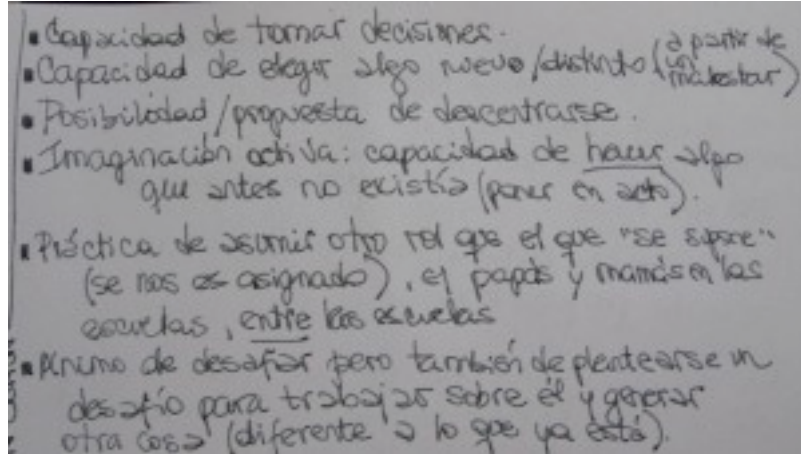 ▪ Capacidad de tomar decisiones.
▪ Capacidad de elegir algo nuevo/distinto (a partir de un malestar)
▪ Posibilidad/propuesta de descentrarse.
▪ Imaginación activa: capacidad de hacer algo
que antes no existía (poner en acto).
▪ Práctica de asumir otro rol que el que "se supone"
(se nos es asignado), ej papás y mamás en las
escuelas, entre las escuelas
▪ Ánimo de desafiar pero también de plantearse un
desafío para trabajar sobre él y generar
otra cosa (diferente a lo que ya está).